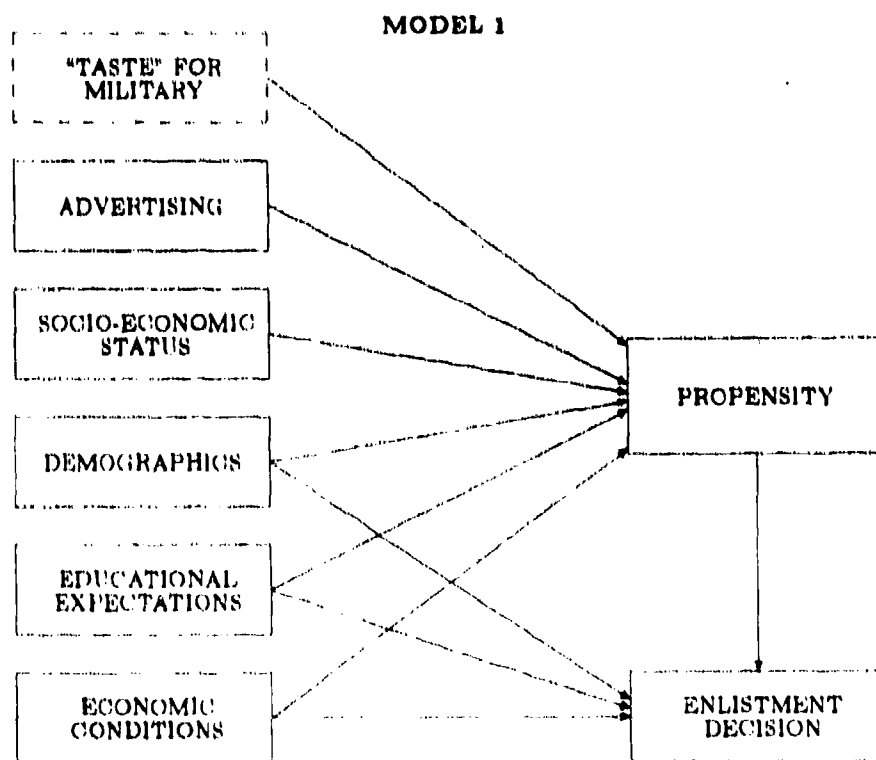 MODEL 1
"TASTE" FOR
MILITARY
ADVERTISING
SOCIO-ECONOMIC
STATUS
PROPENSITY
DEMOGRAPHICS
EDUCATIONAL
EXPECTATIONS
ECONOMIC
CONDITIONS
ENLISTMENT
DECISION